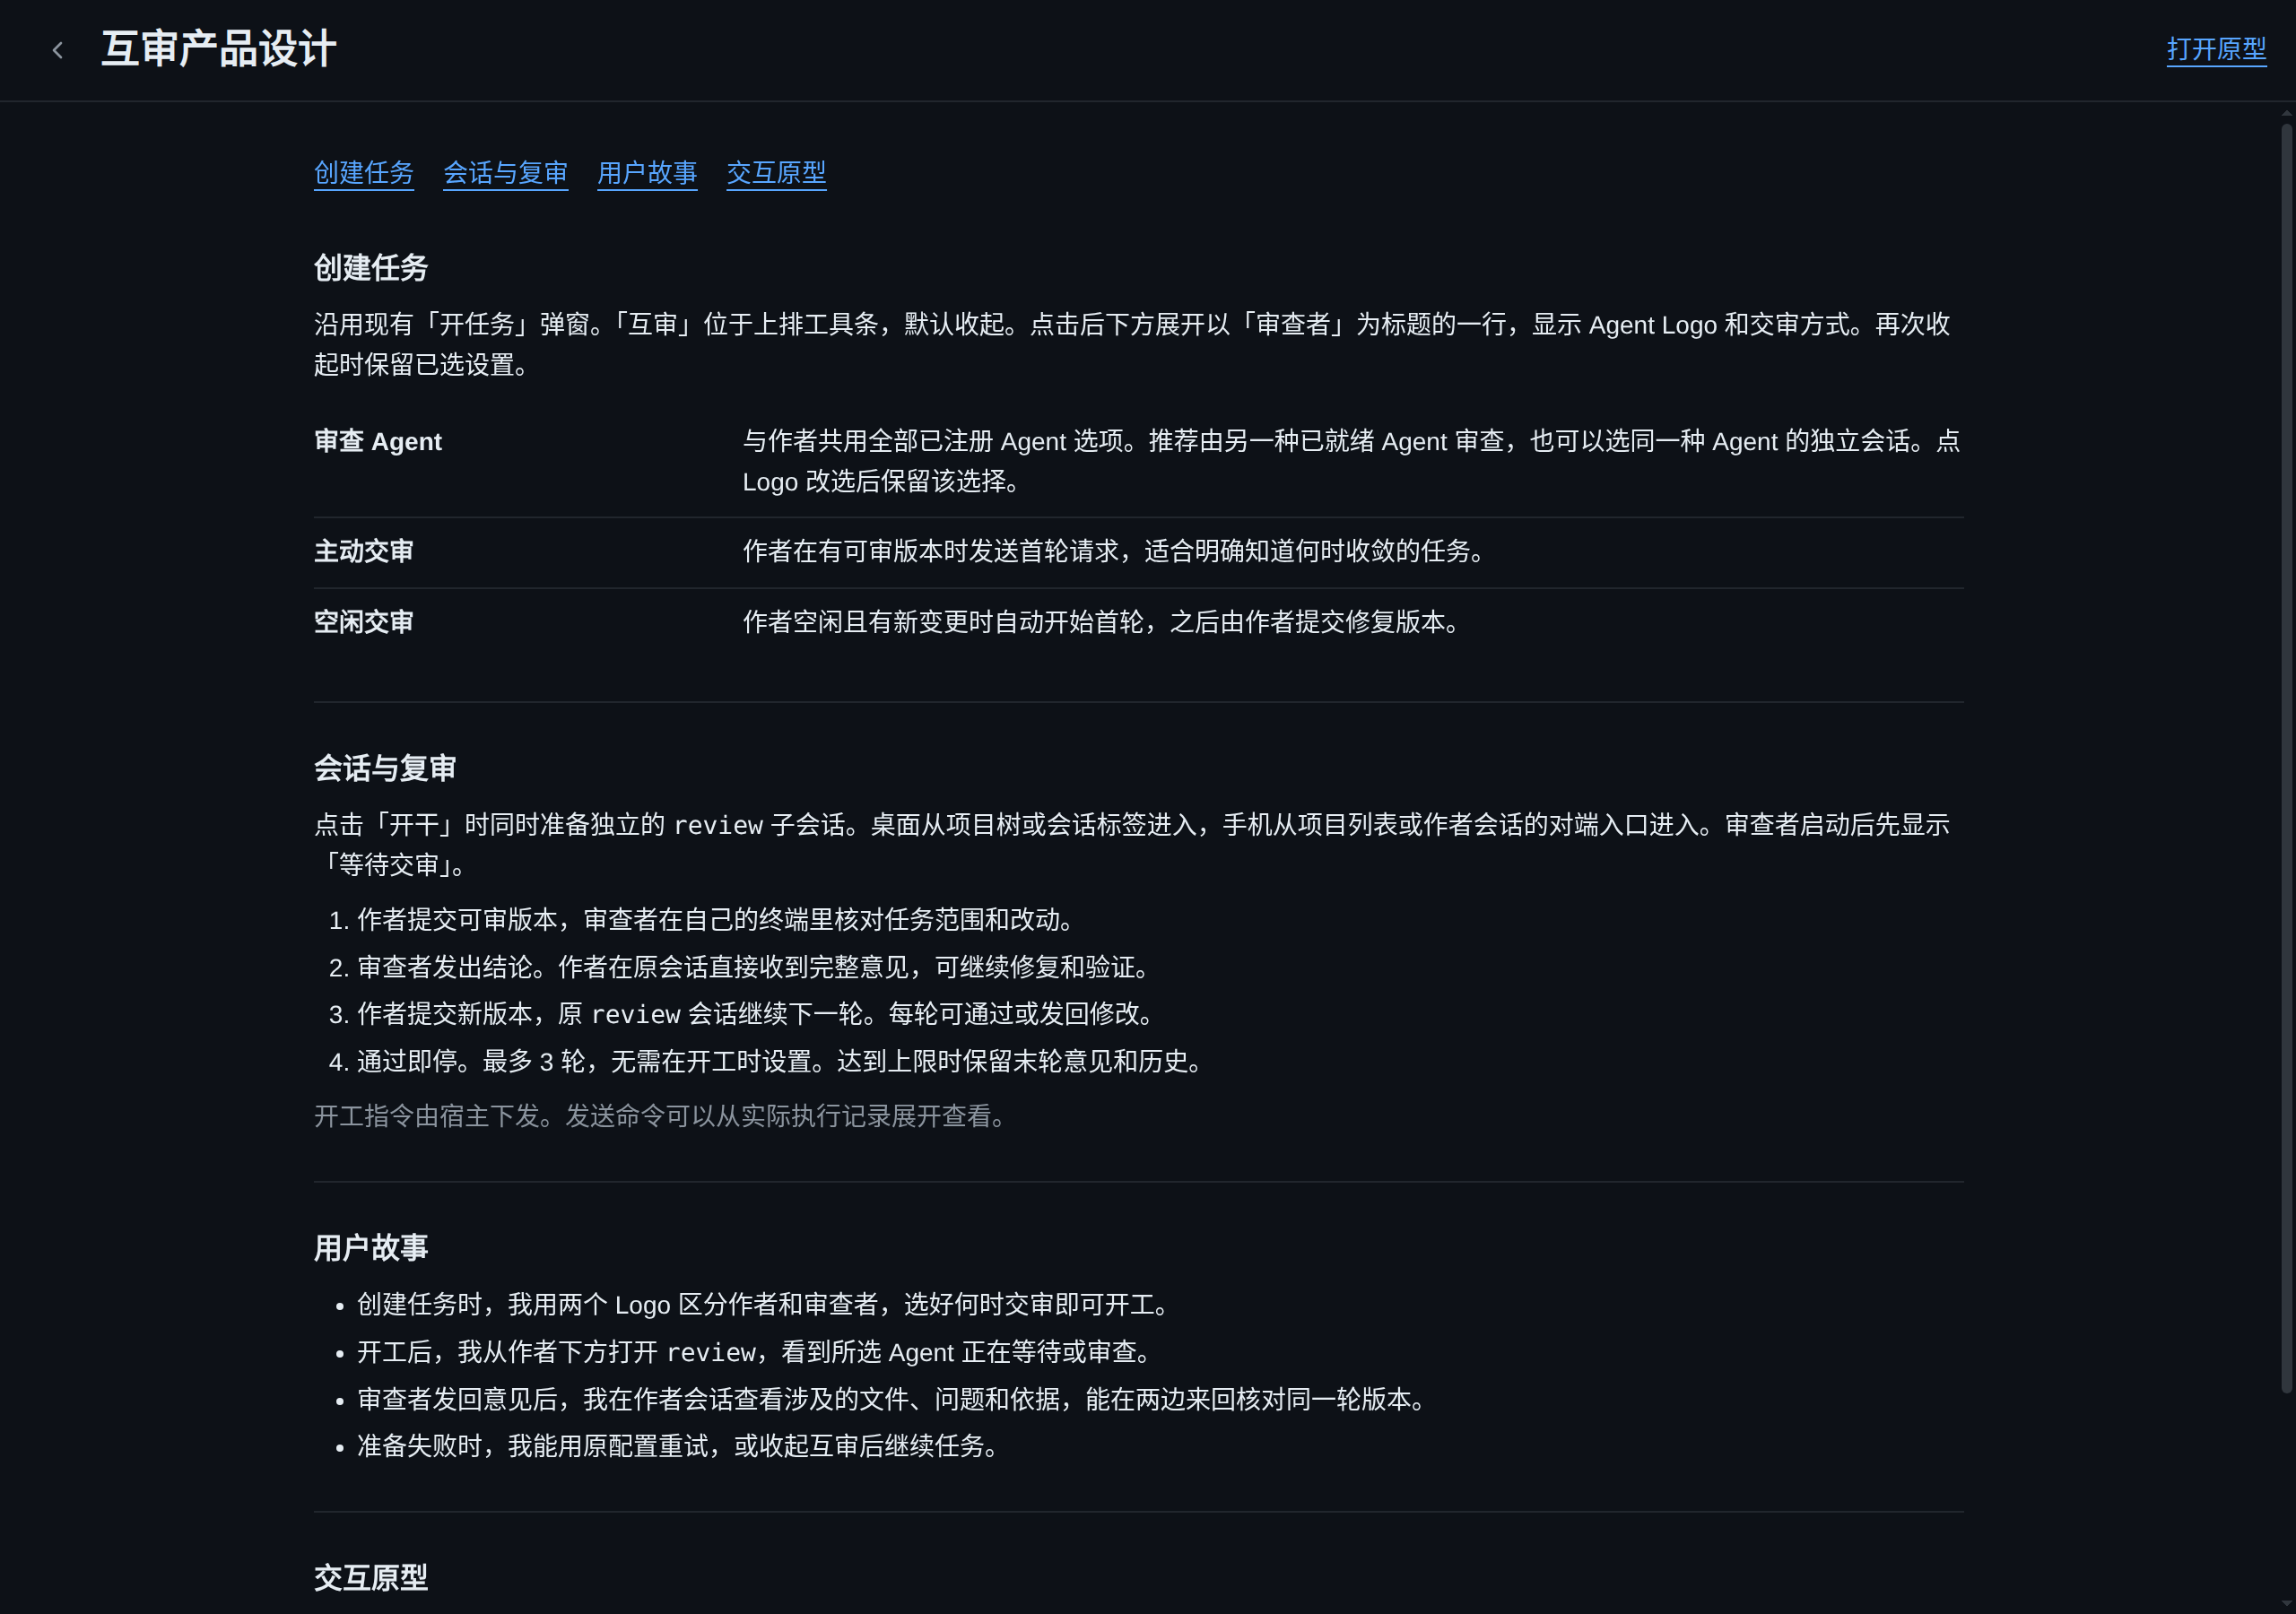 互审产品设计
打开原型
创建任务 会话与复审 用户故事 交互原型
创建任务
沿用现有「开任务」弹窗。「互审」位于上排工具条，默认收起。点击后下方展开以「审查者」为标题的一行，显示 Agent Logo 和交审方式。再次收
起时保留已选设置。
审查 Agent
与作者共用全部已注册 Agent 选项。推荐由另一种已就绪 Agent 审查，也可以选同一种 Agent 的独立会话。点
Logo 改选后保留该选择。
主动交审
作者在有可审版本时发送首轮请求，适合明确知道何时收敛的任务。
空闲交审
作者空闲且有新变更时自动开始首轮，之后由作者提交修复版本。
会话与复审
点击「开干」时同时准备独立的 review 子会话。桌面从项目树或会话标签进入，手机从项目列表或作者会话的对端入口进入。审查者启动后先显示
「等待交审」。
1. 作者提交可审版本，审查者在自己的终端里核对任务范围和改动。
2. 审查者发出结论。作者在原会话直接收到完整意见，可继续修复和验证。
3. 作者提交新版本，原 review 会话继续下一轮。每轮可通过或发回修改。
4. 通过即停。最多 3 轮，无需在开工时设置。达到上限时保留末轮意见和历史。
开工指令由宿主下发。发送命令可以从实际执行记录展开查看。
用户故事
• 创建任务时，我用两个 Logo 区分作者和审查者，选好何时交审即可开工。
• 开工后，我从作者下方打开 review，看到所选 Agent 正在等待或审查。
• 审查者发回意见后，我在作者会话查看涉及的文件、问题和依据，能在两边来回核对同一轮版本。
• 准备失败时，我能用原配置重试，或收起互审后继续任务。
交互原型